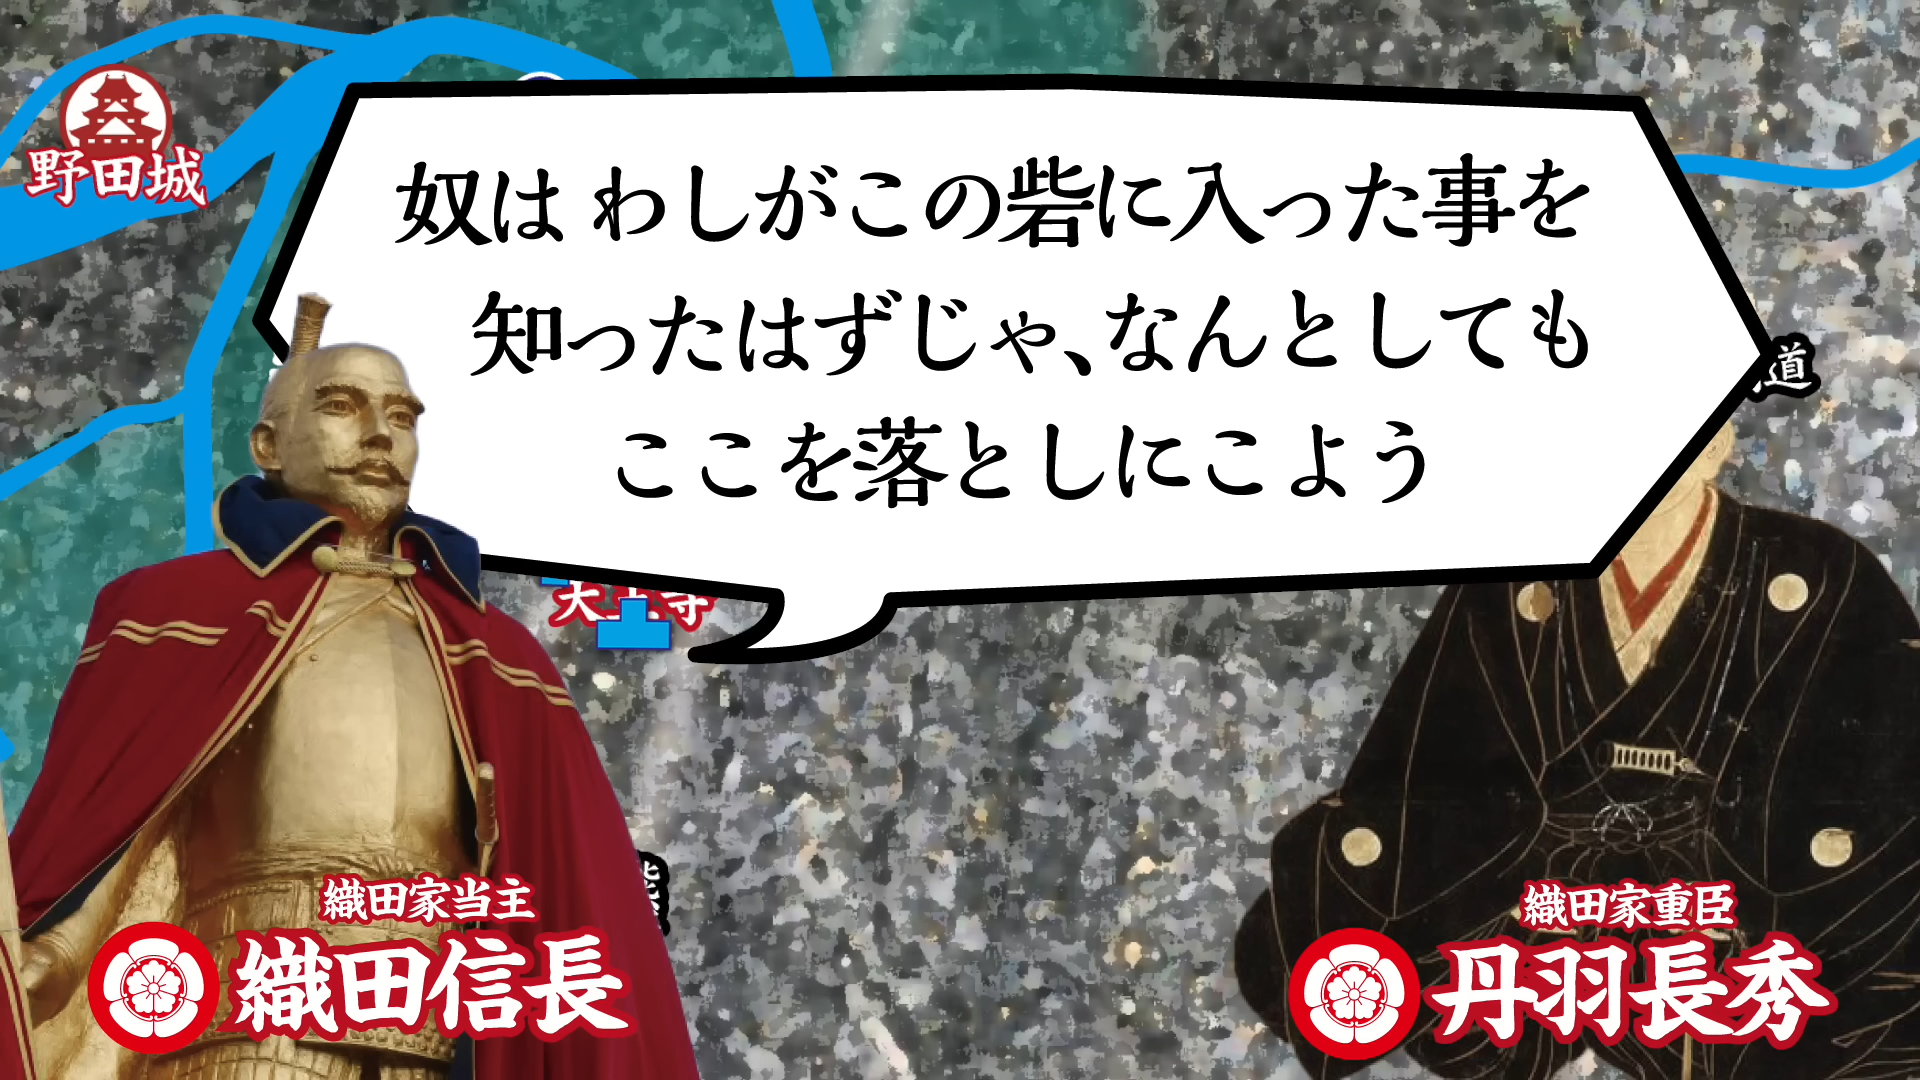 野田城
奴は わしがこの砦に入った事を
知ったはずじゃ、なんとしても
ここを落としにこよう
道
織田家当主
織田信長
織田家重臣
丹羽長秀